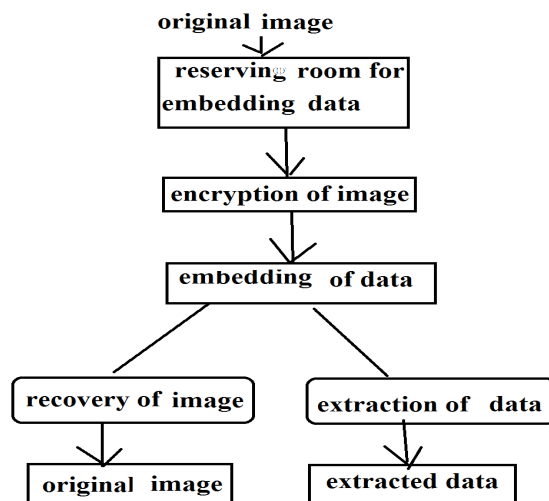 original image
reserving room for
embedding data
encryption of image
embedding of data
recovery of image
extraction of data
original image
extracted data